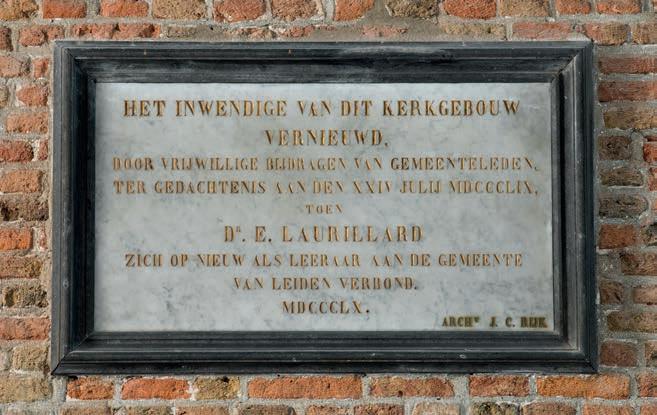 HET INWENDIGE VAN DIT KERKGEBOUW
VERNIEUWD,
DOOR VRIJWILLIGE BIJDRAGEN VAN GEMEENTELEDEN,
TER GEDACHTENIS AAN DEN XXIV JULIJ MDCCCLIX,
TOEN
Dr. E. LAURILLARD
ZICH OP NIEUW ALS LEERAAR AAN DE GEMEENTE
VAN LEIDEN VERBOND.
MDCCCLX.
ARCHt. J. C. RIJK